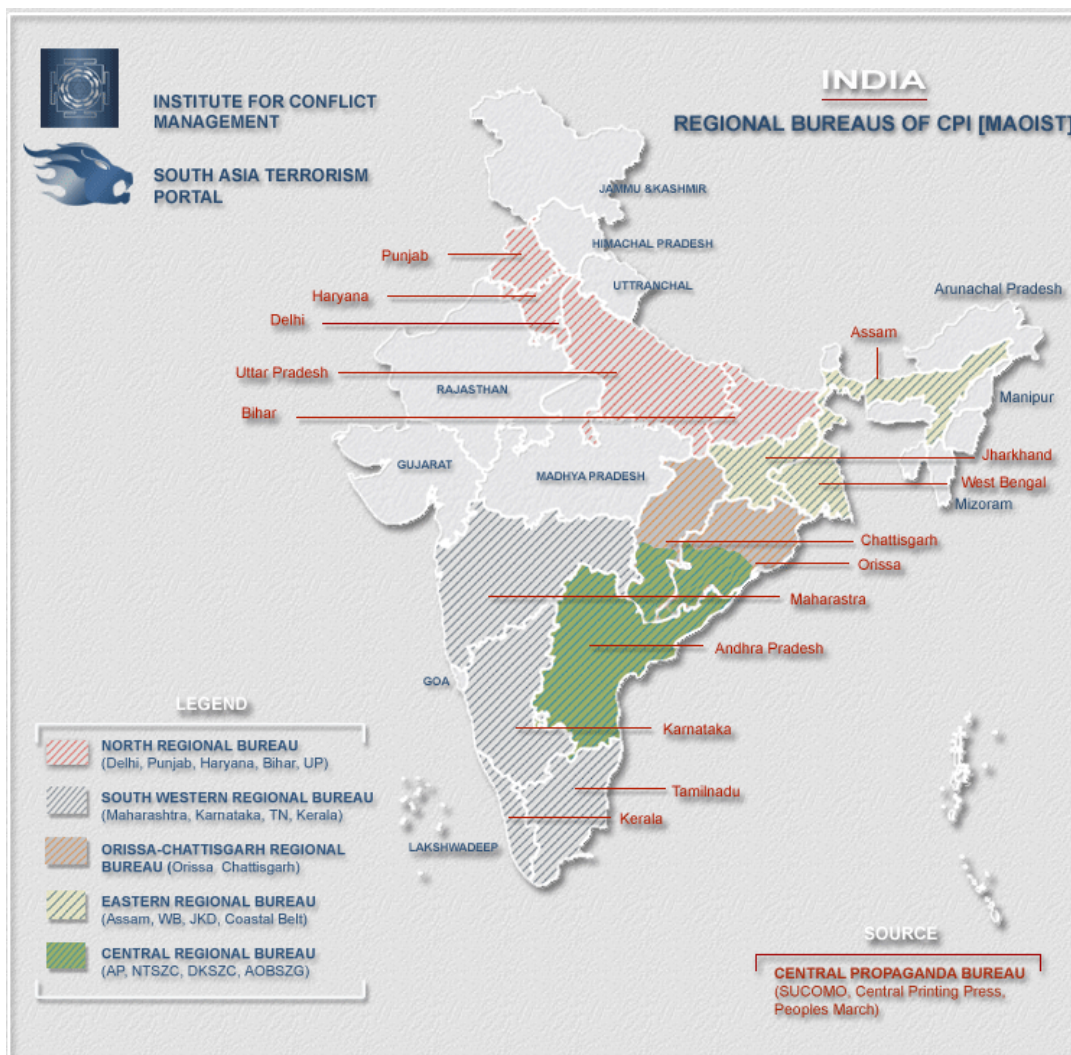 INSTITUTE FOR CONFLICT
MANAGEMENT
SOUTH ASIA TERRORISM
PORTAL
INDIA
REGIONAL BUREAUS OF CPI [MAOIST]
JAMMU &KASHMIR
HIMACHAL PRADESH
Punjab
UTTRANCHAL
Haryana
Arunachal Pradesh
Delhi
Assam
Uttar Pradesh
RAJASTHAN
Manipur
Bihar
Jharkhand
GUJARAT
MADHYA PRADESH
West Bengal
Mizoram
Chattisgarh
Orissa
Maharastra
Andhra Pradesh
GOA
Karnataka
Tamilnadu
Kerala
LAKSHWADEEP
LEGEND
NORTH REGIONAL BUREAU
(Delhi, Punjab, Haryana, Bihar, UP)
SOUTH WESTERN REGIONAL BUREAU
(Maharashtra, Karnataka, TN, Kerala)
ORISSA-CHATTISGARH REGIONAL
BUREAU (Orissa Chattisgarh)
EASTERN REGIONAL BUREAU
(Assam, WB, JKD, Coastal Belt)
CENTRAL REGIONAL BUREAU
(AP, NTSZC, DKSZC, AOBSZG)
SOURCE
CENTRAL PROPAGANDA BUREAU
(SUCOMO, Central Printing Press,
Peoples March)